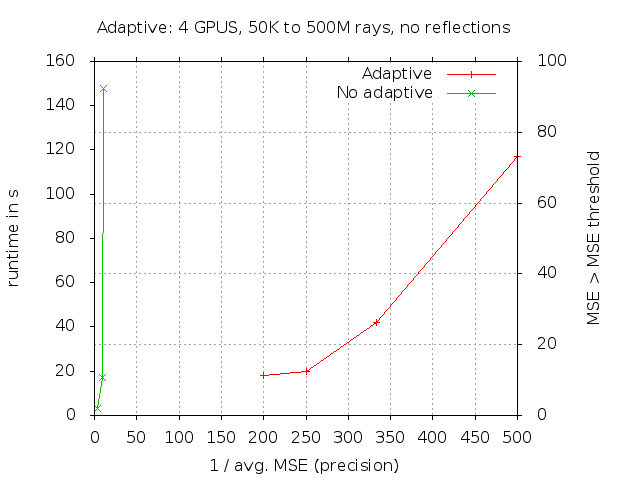 Adaptive: 4 GPUS, 50K to 500M rays, no reflections
160
140
120
100
80
60
40
20
0
runtime in s
Adaptive
No adaptive
100
80
60
40
20
0
MSE > MSE threshold
0 50 100 150 200 250 300 350 400 450 500
1 / avg. MSE (precision)